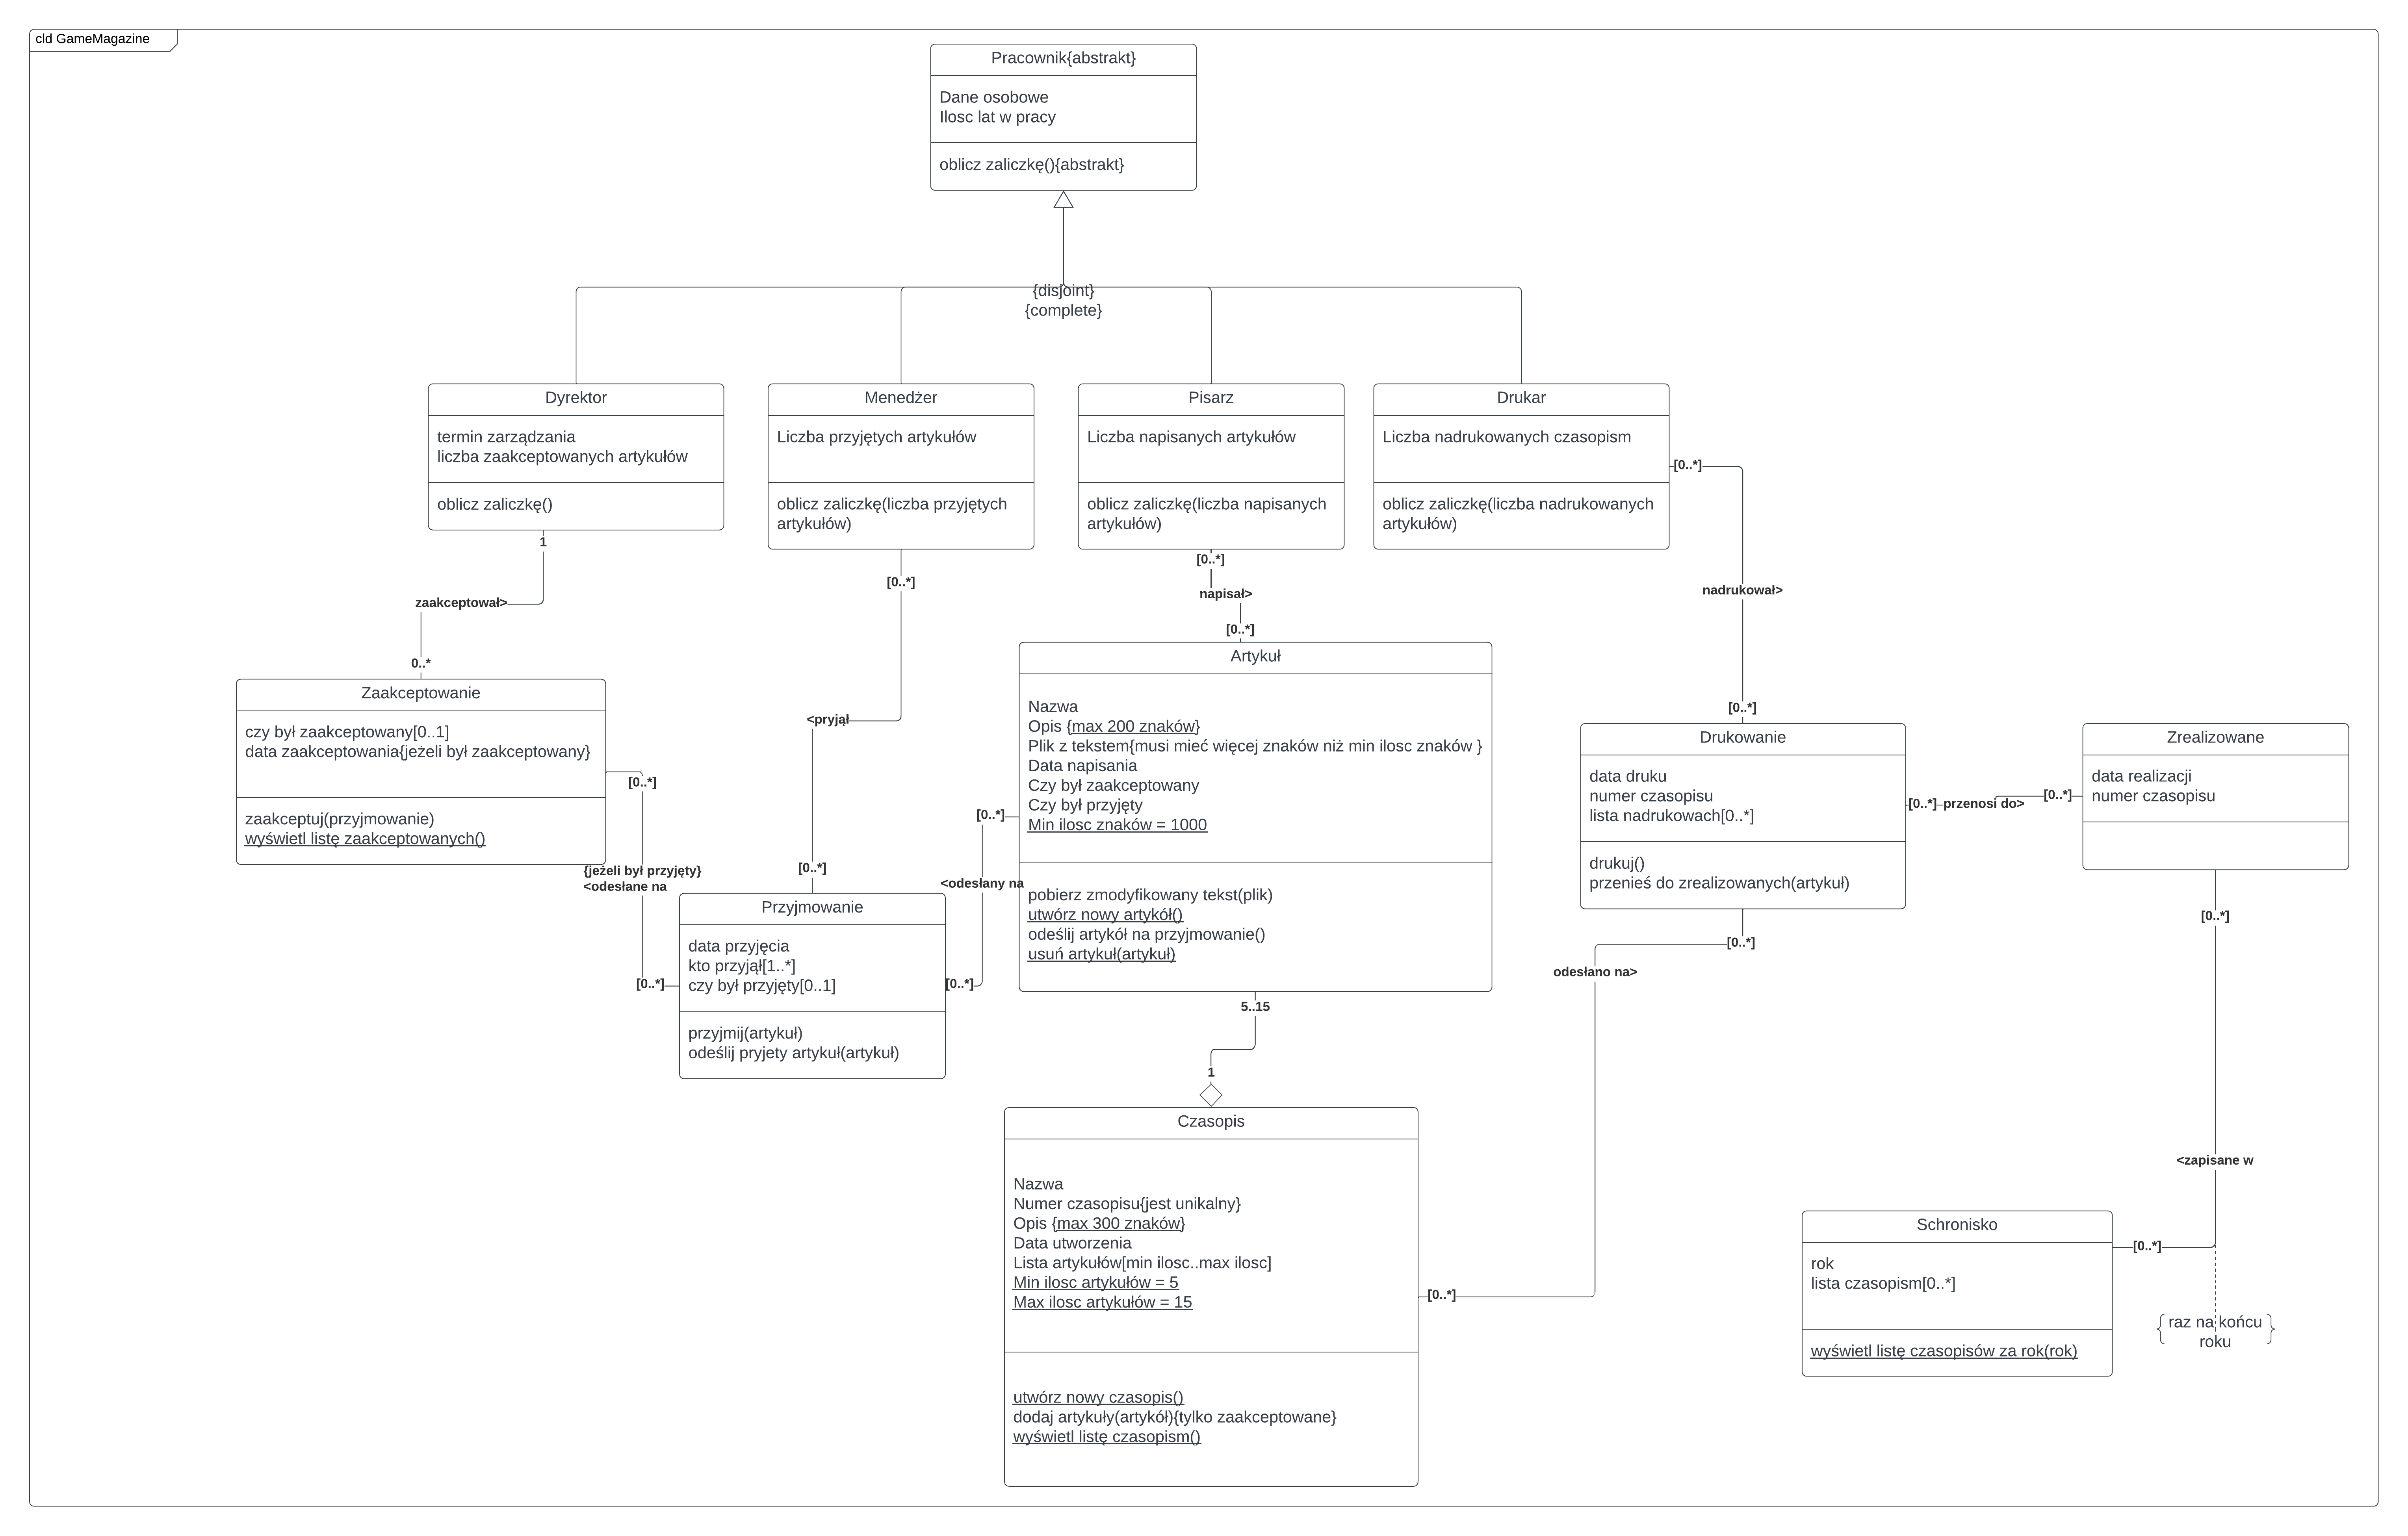 cld GameMagazine
Pracownik{abstrakt}
Dane osobowe
Ilosc lat w pracy
oblicz zaliczkę(){abstrakt}
{disjoint}
{complete}
Dyrektor
termin zarządzania
liczba zaakceptowanych artykułów
oblicz zaliczkę()
Menedżer
Liczba przyjętych artykułów
oblicz zaliczkę(liczba przyjętych
artykułów)
Pisarz
Liczba napisanych artykułów
oblicz zaliczkę(liczba napisanych
artykułów)
Drukar
Liczba nadrukowanych czasopism
oblicz zaliczkę(liczba nadrukowanych
artykułów)
[0..*]
1
zaakceptował>
0..*
[0..*]
<pryjął
[0..*]
[0..*]
napisał>
[0..*]
nadrukował>
[0..*]
Zaakceptowanie
czy był zaakceptowany[0..1]
data zaakceptowania{jeżeli był zaakceptowany}
zaakceptuj(przyjmowanie)
wyświetl listę zaakceptowanych()
[0..*]
{jeżeli był przyjęty}
<odesłane na
[0..*]
Przyjmowanie
data przyjęcia
kto przyjął[1..*]
czy był przyjęty[0..1]
przyjmij(artykuł)
odeślij pryjety artykuł(artykuł)
[0..*]
<odesłany na
[0..*]
Artykuł
Nazwa
Opis {max 200 znaków}
Plik z tekstem{musi mieć więcej znaków niż min ilosc znaków }
Data napisania
Czy był zaakceptowany
Czy był przyjęty
Min ilosc znaków = 1000
pobierz zmodyfikowany tekst(plik)
utwórz nowy artykół()
odeślij artykół na przyjmowanie()
usuń artykuł(artykuł)
5..15
1
Drukowanie
data druku
numer czasopisu
lista nadrukowach[0..*]
drukuj()
przenieś do zrealizowanych(artykuł)
[0..*]
przenosi do>
[0..*]
Zrealizowane
data realizacji
numer czasopisu
[0..*]
odesłano na>
[0..*]
[0..*]
<zapisane w
[0..*]
Czasopis
Nazwa
Numer czasopisu{jest unikalny}
Opis {max 300 znaków}
Data utworzenia
Lista artykułów[min ilosc..max ilosc]
Min ilosc artykułów = 5
Max ilosc artykułów = 15
utwórz nowy czasopis()
dodaj artykuły(artykół){tylko zaakceptowane}
wyświetl listę czasopism()
Schronisko
rok
lista czasopism[0..*]
wyświetl listę czasopisów za rok(rok)
{ raz na końcu }
roku